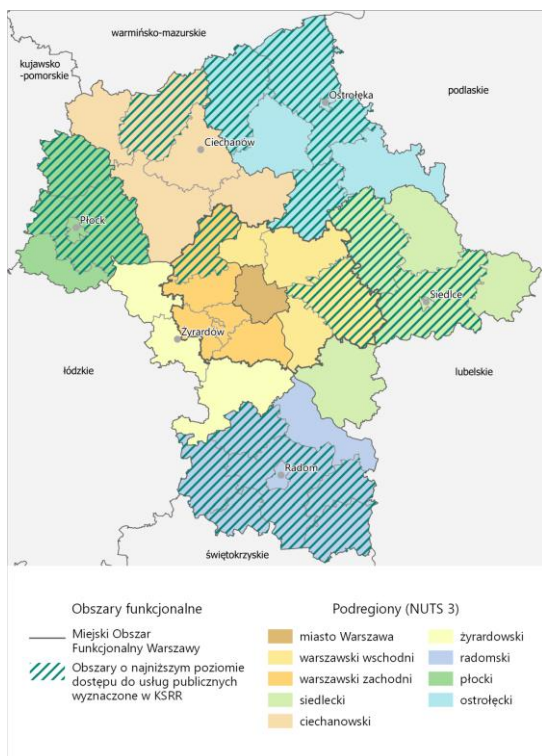 warmińsko-mazurskie
kujawsko
-pomorskie
podlaskie
Ostrołęka
Ciechanów
Płock
Siedlce
Żyrardów
łódzkie
lubelskie
Radom
świętokrzyskie
Obszary funkcjonalne
Miejski Obszar
Funkcjonalny Warszawy
Obszary o najniższym poziomie
dostępu do usług publicznych
wyznaczone w KSRR
Podregiony (NUTS 3)
miasto Warszawa
warszawski wschodni
warszawski zachodni
siedlecki
ciechanowski
żyrardowski
radomski
płocki
ostrołęcki